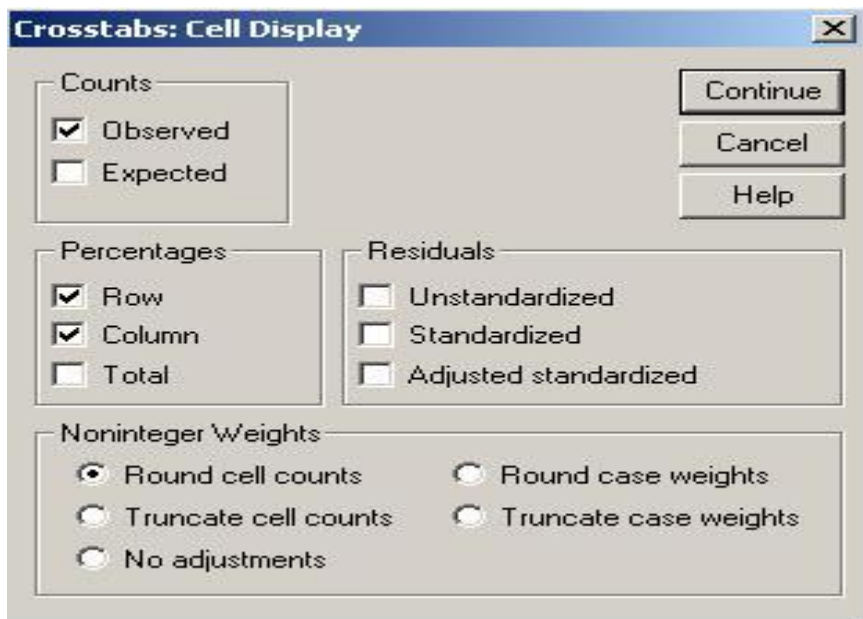 Crosstabs: Cell Display
Counts
Observed
Expected
Continue
Cancel
Help
Percentages
Row
Column
Total
Residuals
Unstandardized
Standardized
Adjusted standardized
Noninteger Weights
Round cell counts
Round case weights
Truncate cell counts
Truncate case weights
No adjustments